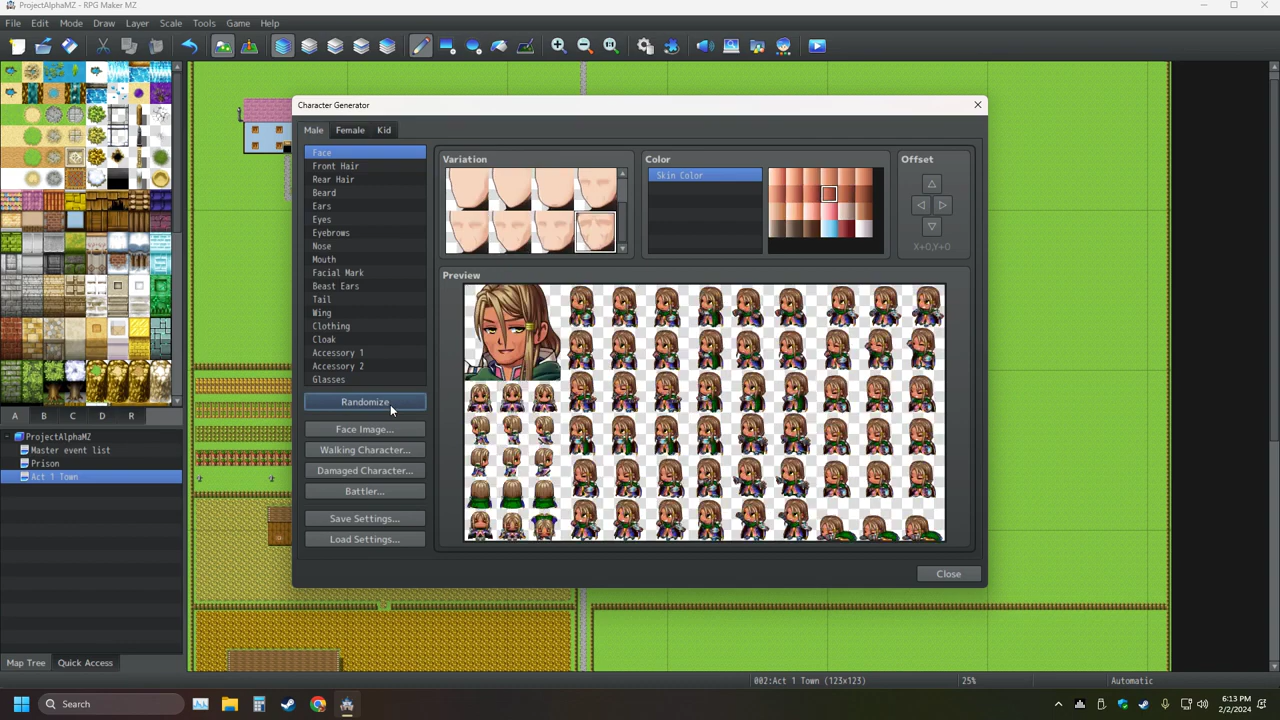 ProjectAlphaMZ - RPG Maker MZ
File Edit Mode Draw Layer Scale Tools Game Help
Character Generator
Male Female Kid
Face
Front Hair
Rear Hair
Beard
Ears
Eyes
Eyebrows
Nose
Mouth
Facial Mark
Beast Ears
Tail
Wing
Clothing
Cloak
Accessory 1
Accessory 2
Glasses
Randomize
Face Image...
Walking Character...
Damaged Character...
Battler...
Save Settings...
Load Settings...
Variation
Color
Skin Color
Offset
X+0,Y+0
Preview
Close
A B C D R
ProjectAlphaMZ
Master event list
Prison
Act 1 Town
Map Tree Quick Access
002:Act 1 Town (123x123) 25% Automatic
Search
6:13 PM
2/2/2024